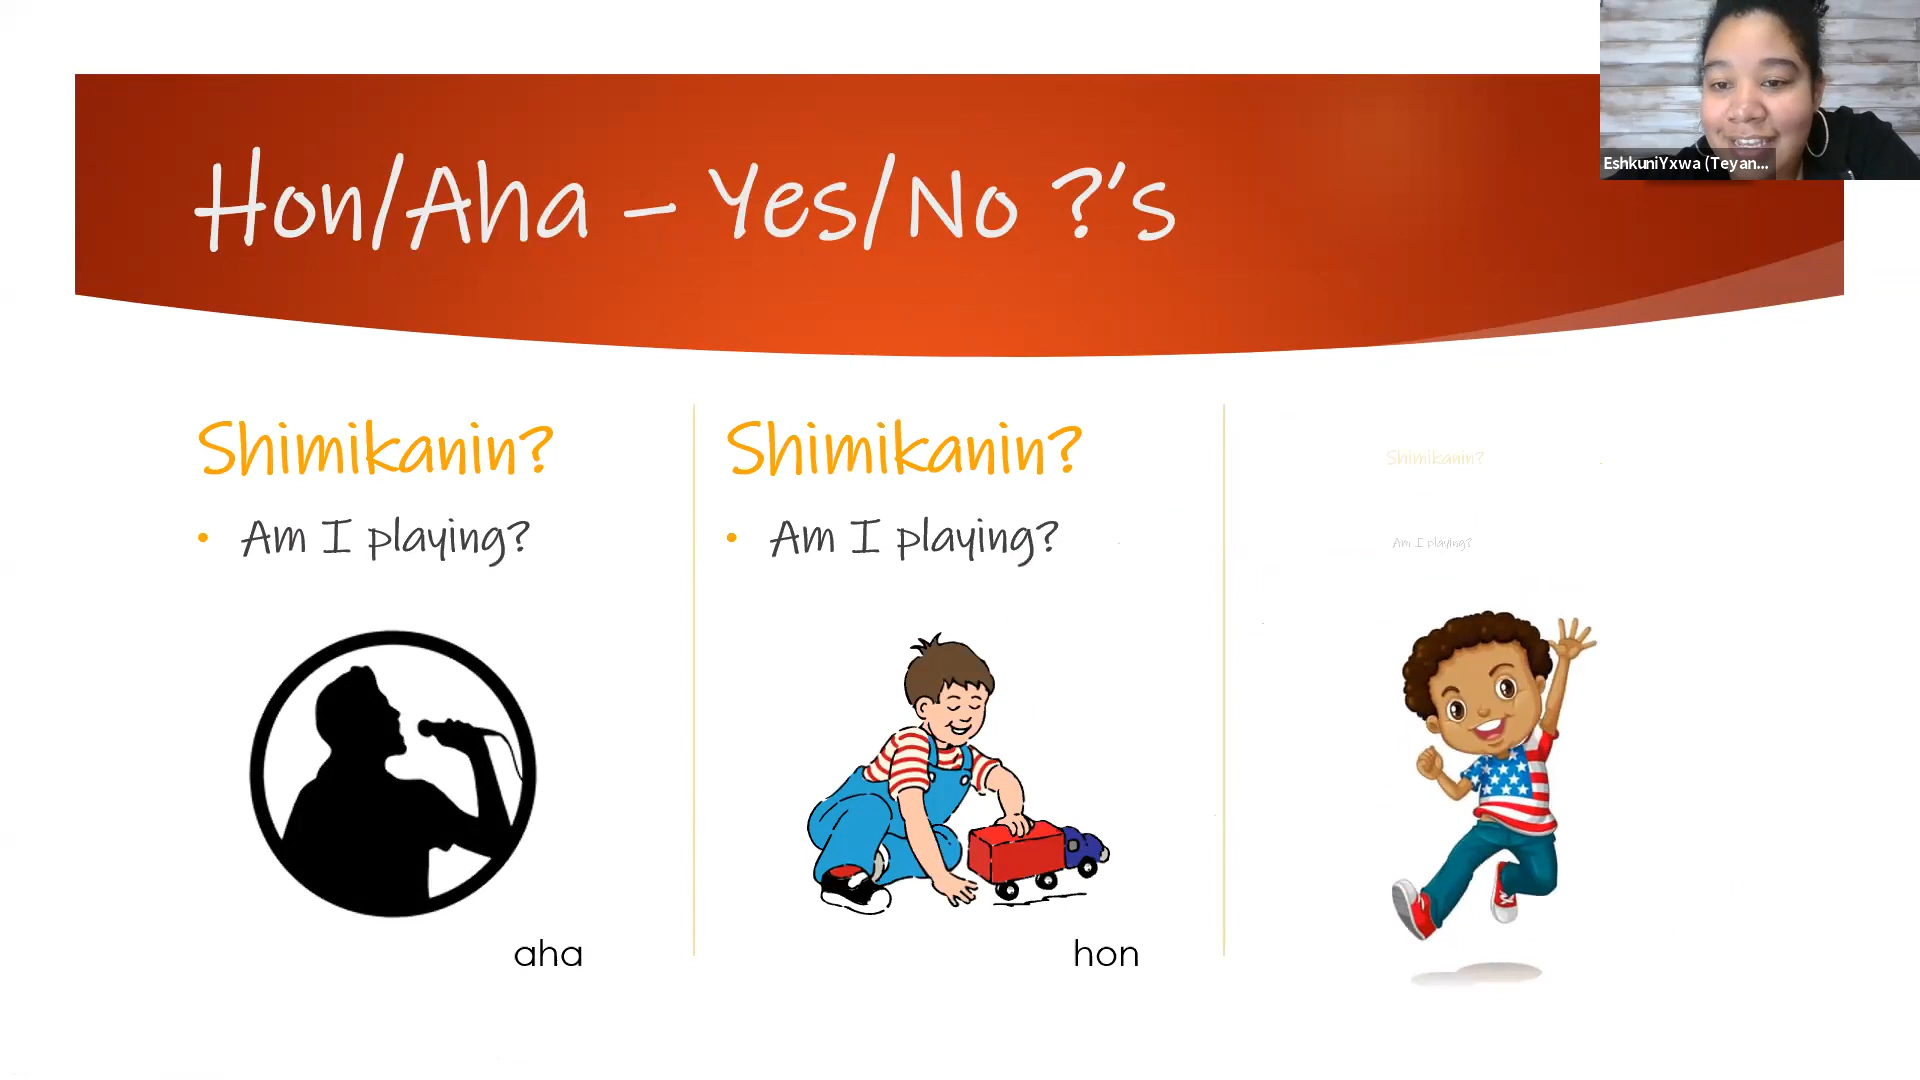 Hon/Aha – Yes/No ?'s
EshkuniYxwa (Teyan...
Shimikanin?
• Am I playing?
aha
Shimikanin?
• Am I playing?
hon
Shimikanin?
Am I playing?